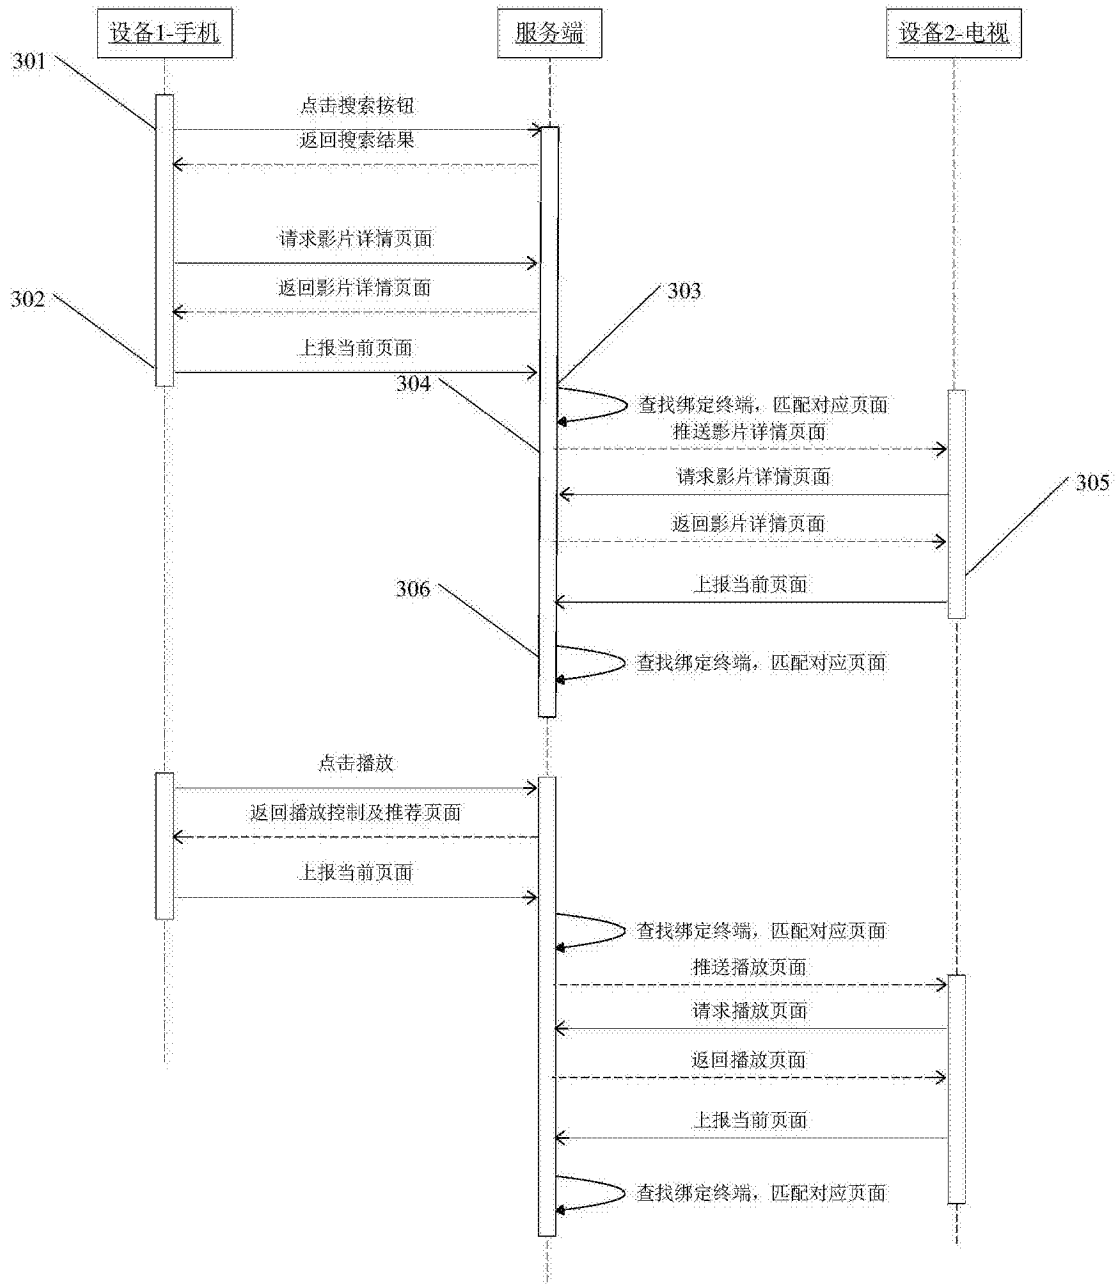 设备1-手机
服务端
设备2-电视
301
点击搜索按钮
返回搜索结果
请求影片详情页面
302
返回影片详情页面
303
上报当前页面
304
查找绑定终端，匹配对应页面
推送影片详情页面
请求影片详情页面
305
返回影片详情页面
306
上报当前页面
查找绑定终端，匹配对应页面
点击播放
返回播放控制及推荐页面
上报当前页面
查找绑定终端，匹配对应页面
推送播放页面
请求播放页面
返回播放页面
上报当前页面
查找绑定终端，匹配对应页面